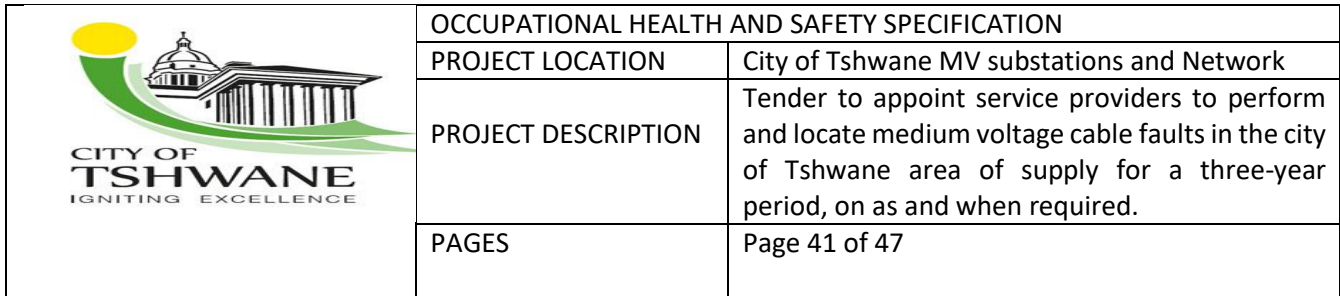 OCCUPATIONAL HEALTH AND SAFETY SPECIFICATION
PROJECT LOCATION
City of Tshwane MV substations and Network
PROJECT DESCRIPTION
Tender to appoint service providers to perform
and locate medium voltage cable faults in the city
of Tshwane area of supply for a three-year
period, on as and when required.
PAGES
Page 41 of 47
CITY OF
TSHWANE
IGNITING EXCELLENCE